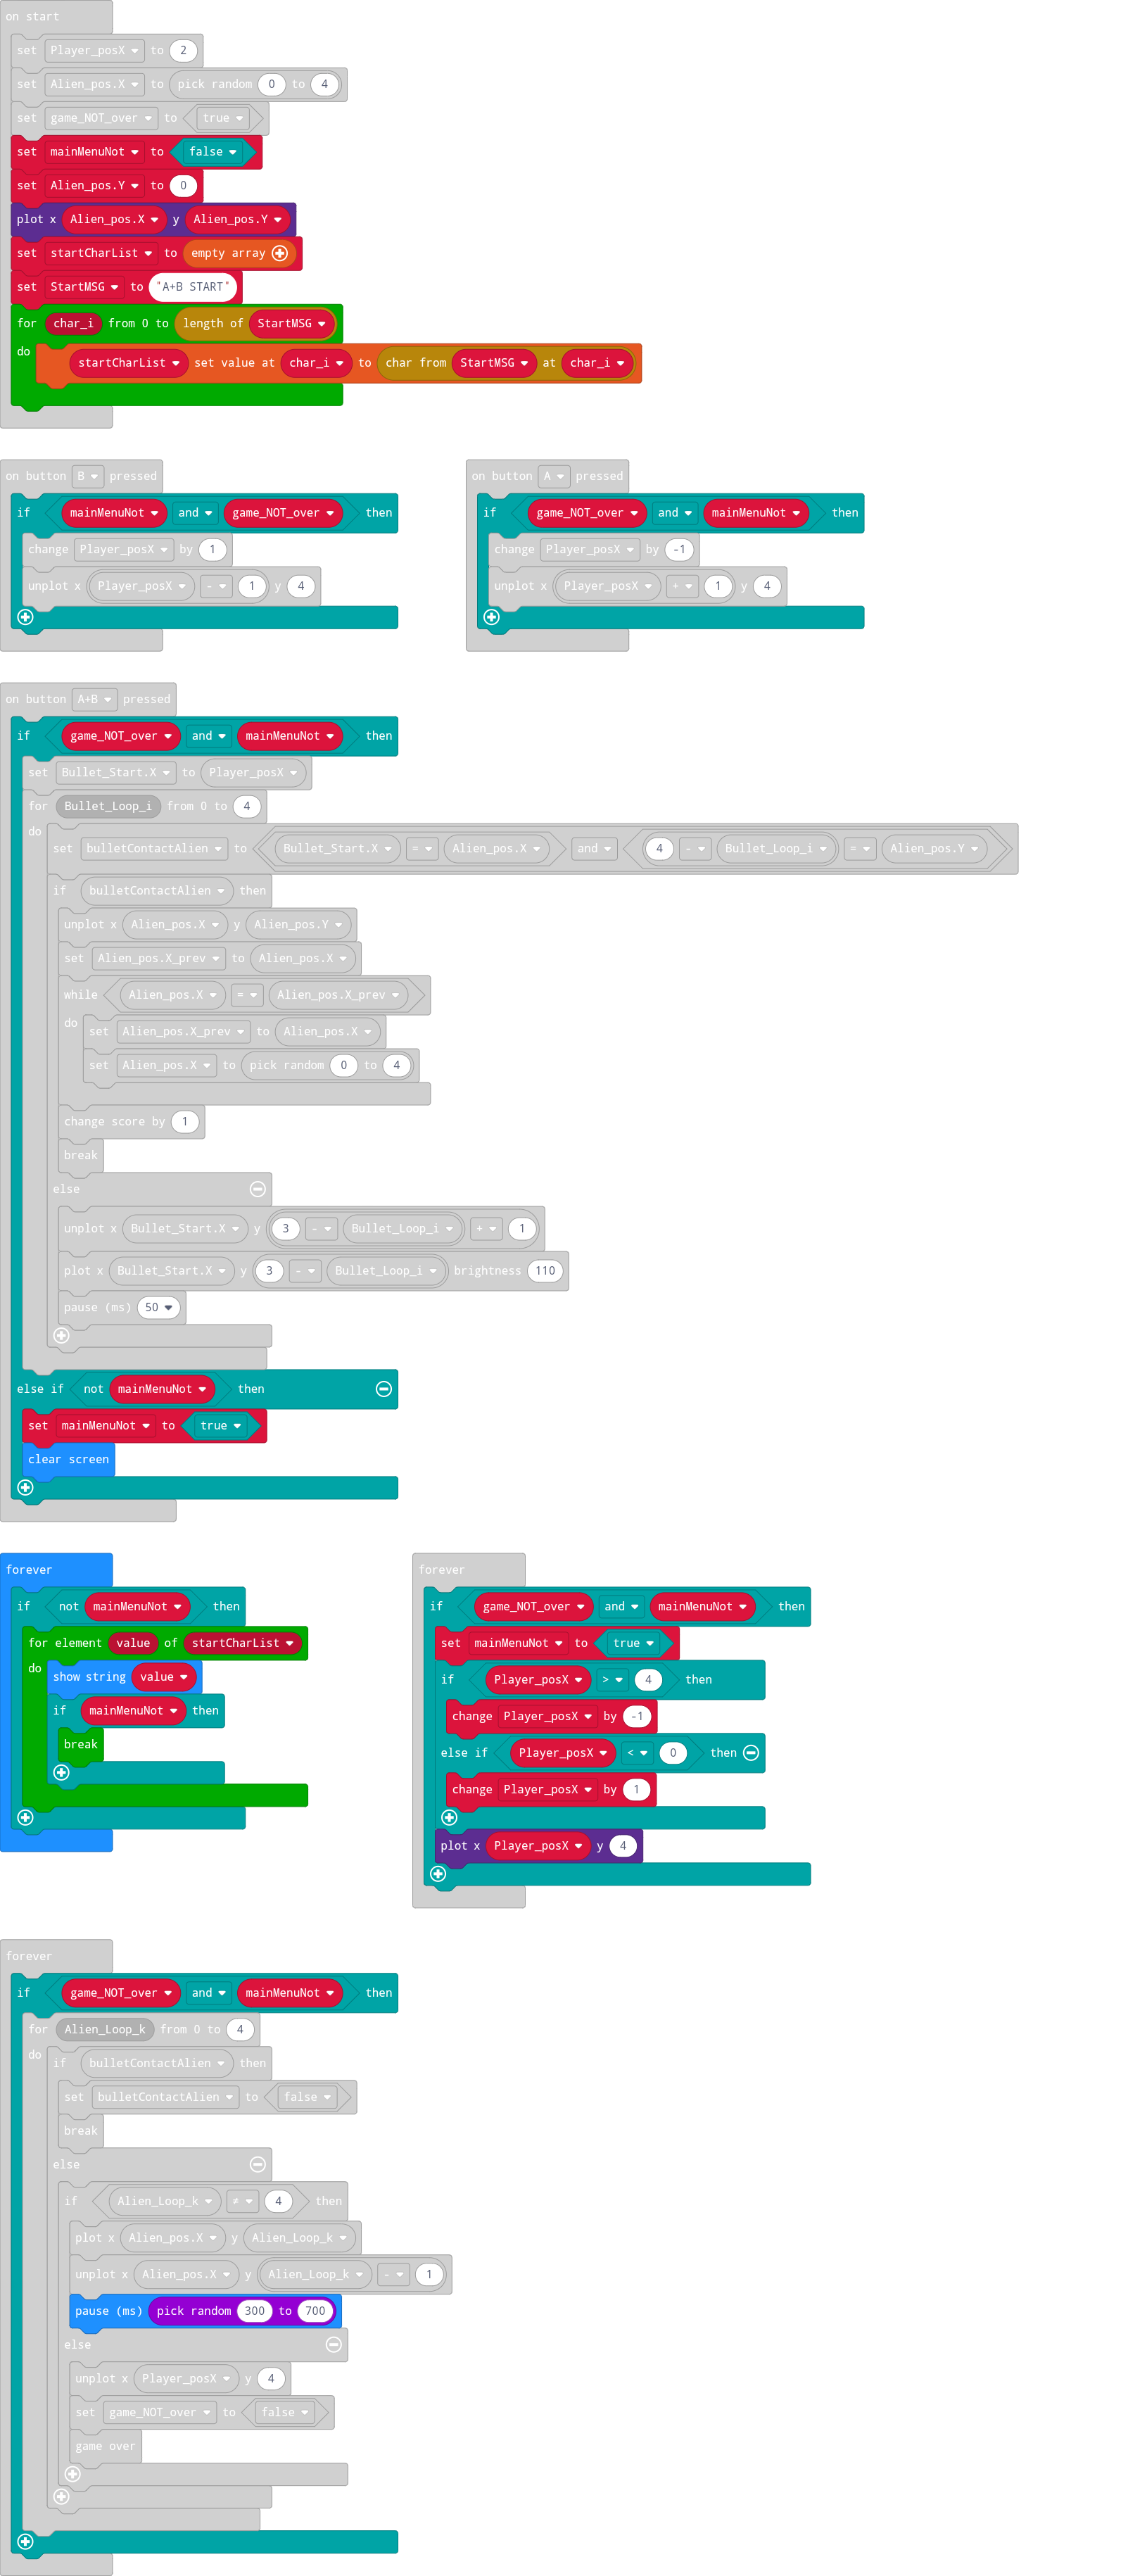 on start
set Player_posX to 2
set Alien_pos.X to pick random 0 to 4
set game_NOT_over to true
set mainMenuNot to false
set Alien_pos.Y to 0
plot x Alien_pos.X y Alien_pos.Y
set startCharList to empty array
set StartMSG to "A+B START"
for char_i from 0 to length of StartMSG
do startCharList set value at char_i to char from StartMSG at char_i
on button B pressed
if mainMenuNot and game_NOT_over then
change Player_posX by 1
unplot x Player_posX - 1 y 4
on button A pressed
if game_NOT_over and mainMenuNot then
change Player_posX by -1
unplot x Player_posX + 1 y 4
on button A+B pressed
if game_NOT_over and mainMenuNot then
set Bullet_Start.X to Player_posX
for Bullet_Loop_i from 0 to 4
do set bulletContactAlien to Bullet_Start.X = Alien_pos.X and 4 - Bullet_Loop_i = Alien_pos.Y
if bulletContactAlien then
unplot x Alien_pos.X y Alien_pos.Y
set Alien_pos.X_prev to Alien_pos.X
while Alien_pos.X = Alien_pos.X_prev
do set Alien_pos.X_prev to Alien_pos.X
set Alien_pos.X to pick random 0 to 4
change score by 1
break
else
unplot x Bullet_Start.X y 3 - Bullet_Loop_i + 1
plot x Bullet_Start.X y 3 - Bullet_Loop_i brightness 110
pause (ms) 50
else if not mainMenuNot then
set mainMenuNot to true
clear screen
forever
if not mainMenuNot then
for element value of startCharList
do show string value
if mainMenuNot then
break
forever
if game_NOT_over and mainMenuNot then
set mainMenuNot to true
if Player_posX > 4 then
change Player_posX by -1
else if Player_posX < 0 then
change Player_posX by 1
plot x Player_posX y 4
forever
if game_NOT_over and mainMenuNot then
for Alien_Loop_k from 0 to 4
do if bulletContactAlien then
set bulletContactAlien to false
break
else
if Alien_Loop_k ≠ 4 then
plot x Alien_pos.X y Alien_Loop_k
unplot x Alien_pos.X y Alien_Loop_k - 1
pause (ms) pick random 300 to 700
else
unplot x Player_posX y 4
set game_NOT_over to false
game over